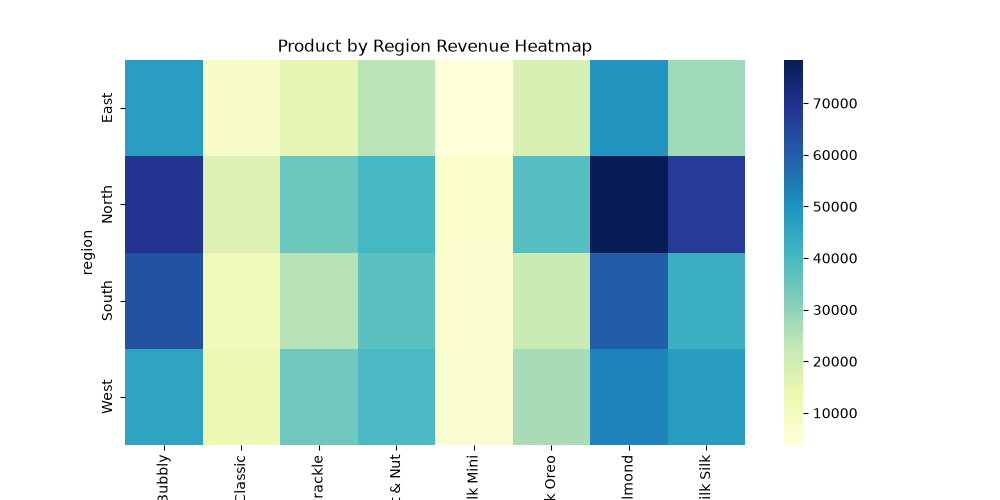 Product by Region Revenue Heatmap
region
East
North
South
West
Bubbly
Classic
rackle
& Nut
lk Mini
k Oreo
lmond
ilk Silk
70000
60000
50000
40000
30000
20000
10000